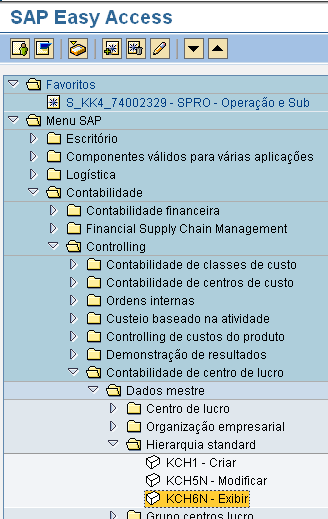 SAP Easy Access
Favoritos
S_KK4_74002329 - SPRO - Operação e Sub
Menu SAP
Escritório
Componentes válidos para várias aplicações
Logística
Contabilidade
Contabilidade financeira
Financial Supply Chain Management
Controlling
Contabilidade de classes de custo
Contabilidade de centros de custo
Ordens internas
Custeio baseado na atividade
Controlling de custos do produto
Demonstração de resultados
Contabilidade de centro de lucro
Dados mestre
Centro de lucro
Organização empresarial
Hierarquia standard
KCH1 - Criar
KCH5N - Modificar
KCH6N - Exibir
Grupo centros lucro